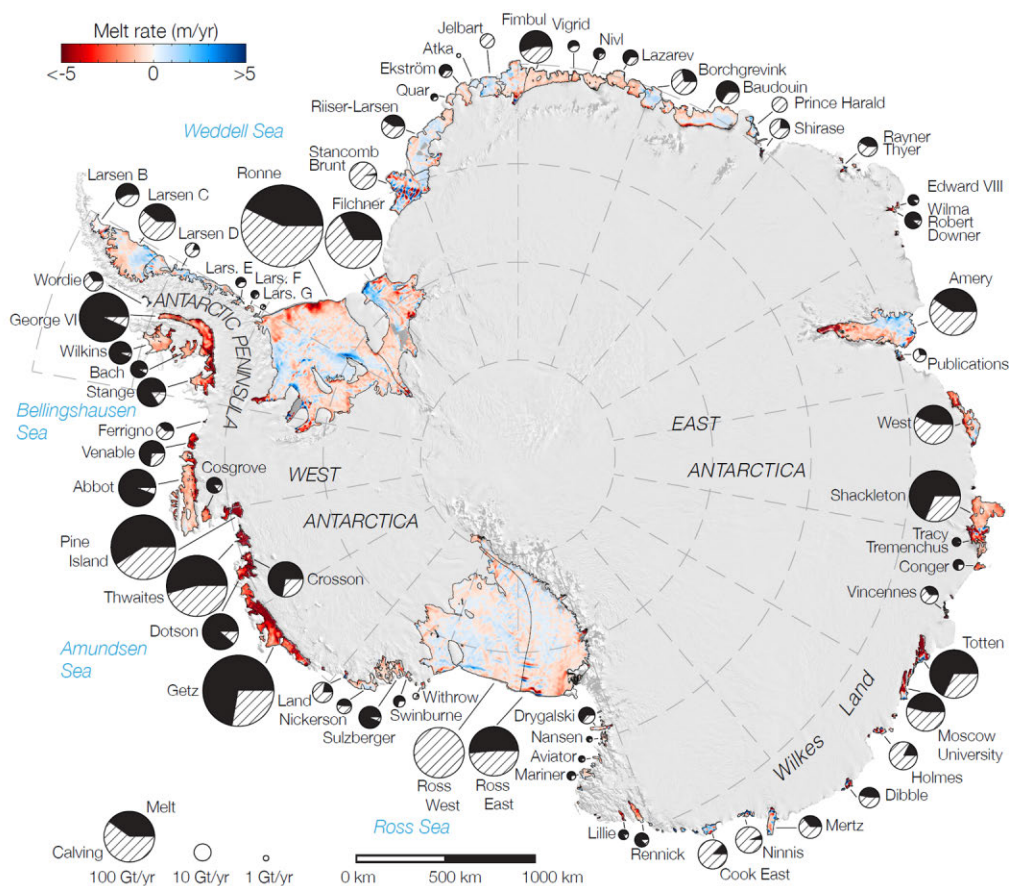 Melt rate (m/yr)
<-5
0
>5
Jelbart
Fimbul
Vigrid
Nivl
Atka
Lazarev
Ekström
Borchgrevink
Quar
Baudouin
Riiser-Larsen
Prince Harald
Shirase
Weddell Sea
Stancomb
Brunt
Rayner
Thyer
Ronne
Filchner
Larsen B
Larsen C
Edward VIII
Wilma
Robert
Downer
Larsen D
Lars. E
Lars. F
Lars. G
Wordie
Amery
ANTARCTIC PENINSULA
George VI
Wilkins
Bach
Publications
Stange
Bellingshausen
Sea
Ferrigno
EAST
West
Venable
Cosgrove
WEST
ANTARCTICA
Abbot
Shackleton
ANTARCTICA
Pine
Island
Tracy
Tremenchus
Conger
Thwaites
Crosson
Vincennes
Dotson
Amundsen
Sea
Totten
Getz
Land
Land
Nickerson
Withrow
Swinburne
Sulzberger
Drygalski
Nansen
Aviator
Mariner
Wilkes
Moscow
University
Ross
West
Ross
East
Holmes
Dibble
Melt
Ross Sea
Lillie
Rennick
Mertz
Ninnis
Cook East
Calving
100 Gt/yr
10 Gt/yr
1 Gt/yr
0 km
500 km
1000 km